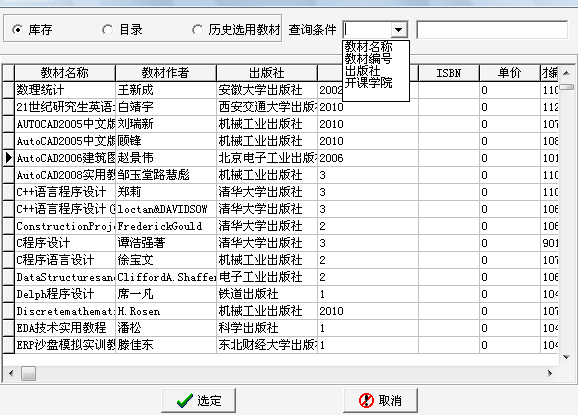 库存 目录 历史选用教材 查询条件
教材名称
教材编号
出版社
开课学院
教材名称 教材作者 出版社 ISBN 单价
数理统计 王新成 安徽大学出版社 2002 0 110
21世纪研究生英语 白靖宇 西安交通大学出版社 2010 0 112
AUTOCAD2005中文版 刘瑞新 机械工业出版社 2010 0 107
AutoCAD2005中文版 顾锋 机械工业出版社 2010 0 108
AutoCAD2006建筑 赵景伟 北京电子工业出版社 2006 0 101
AutoCAD2008实用教 邹玉堂路慧彪 机械工业出版社 3 0 110
C++语言程序设计 郑莉 清华大学出版社 3 0 110
C++语言程序设计 loctan&DAVIDSOW 清华大学出版社 3 0 106
ConstructionProj FrederickGould 清华大学出版社 2 0 106
C程序设计 谭浩强著 清华大学出版社 3 0 901
C程序语言设计 徐宝文 机械工业出版社 2 0 107
DataStructuresan CliffordA.Shaffer 电子工业出版社 2 0 106
Delph程序设计 席一凡 铁道出版社 1 0 104
Discretemathemat H.Rosen 机械工业出版社 2010 0 107
EDA技术实用教程 潘松 科学出版社 1 0 104
ERP沙盘模拟实训教 滕佳东 东北财经大学出版 1 0 104
选定 取消